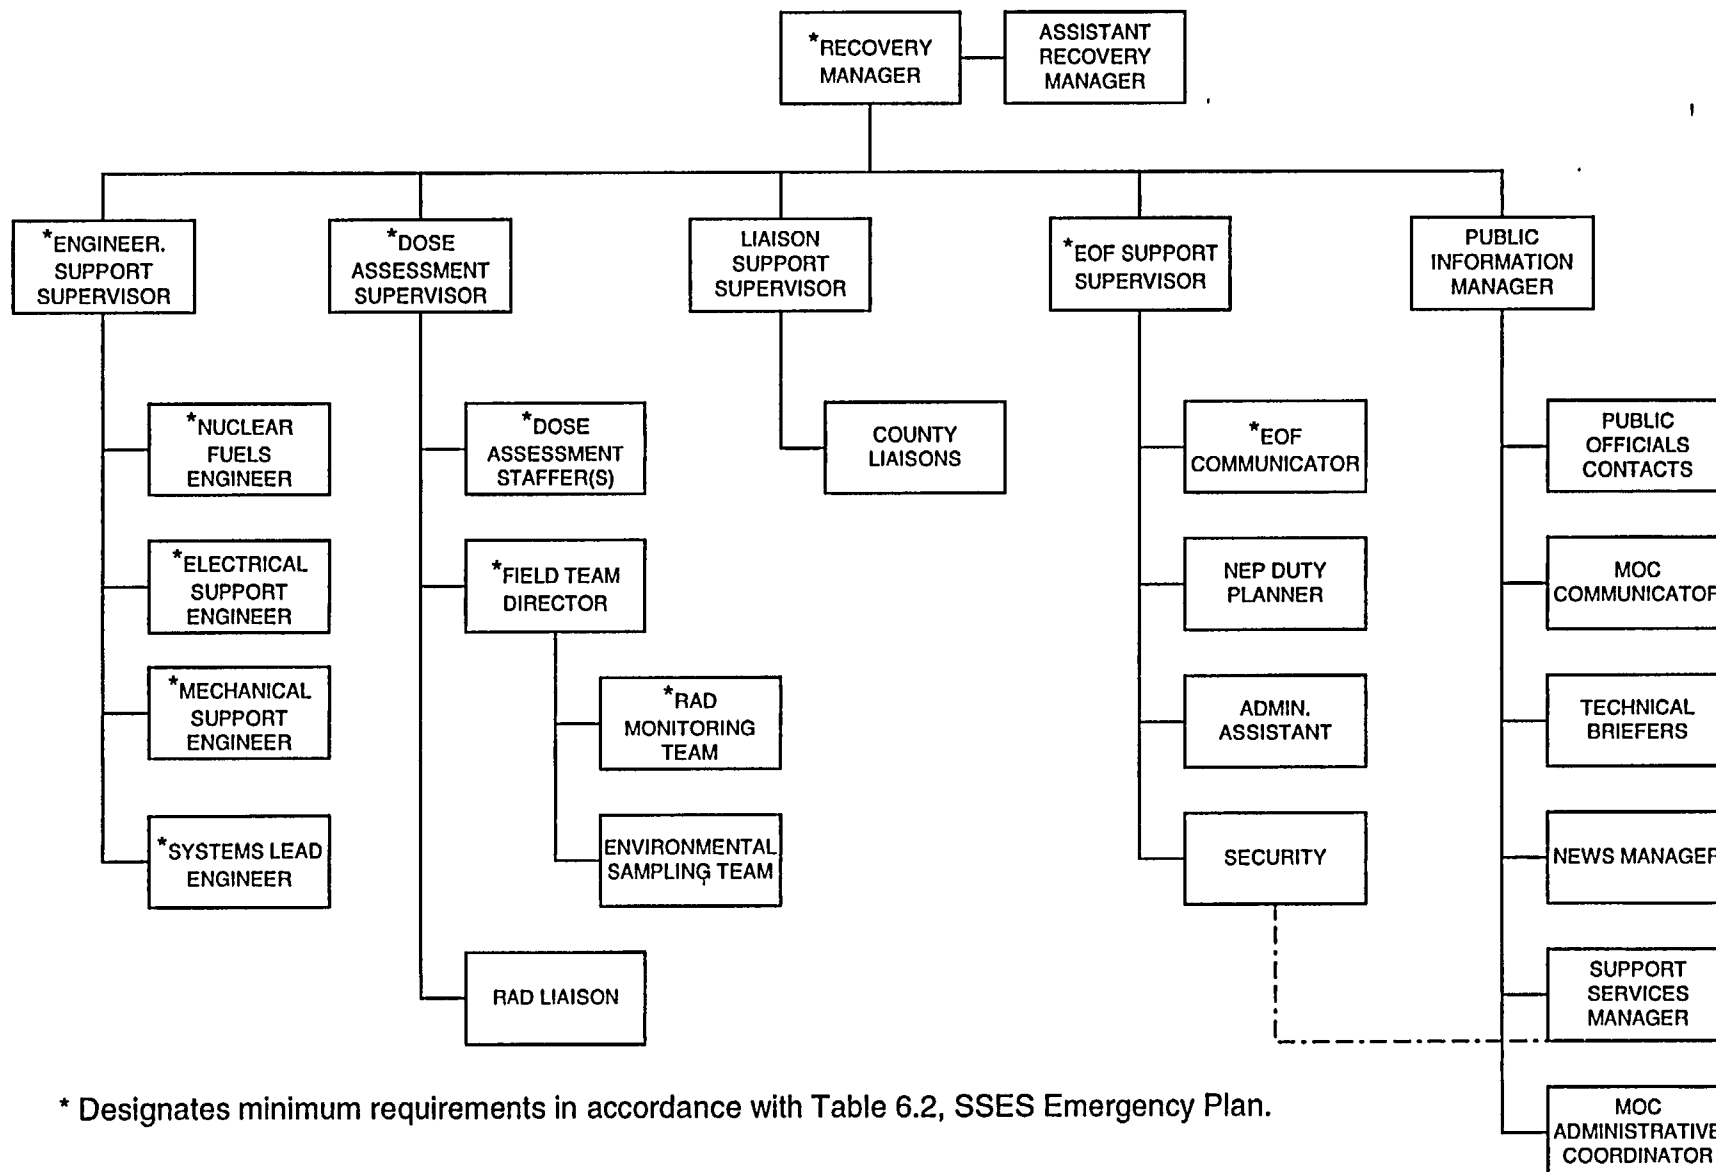 *RECOVERY
MANAGER
ASSISTANT
RECOVERY
MANAGER
*ENGINEER.
SUPPORT
SUPERVISOR
*DOSE
ASSESSMENT
SUPERVISOR
LIAISON
SUPPORT
SUPERVISOR
*EOF SUPPORT
SUPERVISOR
PUBLIC
INFORMATION
MANAGER
*NUCLEAR
FUELS
ENGINEER
*ELECTRICAL
SUPPORT
ENGINEER
*MECHANICAL
SUPPORT
ENGINEER
*SYSTEMS LEAD
ENGINEER
*DOSE
ASSESSMENT
STAFFER(S)
*FIELD TEAM
DIRECTOR
*RAD
MONITORING
TEAM
ENVIRONMENTAL
SAMPLING TEAM
RAD LIAISON
COUNTY
LIAISONS
*EOF
COMMUNICATOR
NEP DUTY
PLANNER
ADMIN.
ASSISTANT
SECURITY
PUBLIC
OFFICIALS
CONTACTS
MOC
COMMUNICATOR
TECHNICAL
BRIEFERS
NEWS MANAGER
SUPPORT
SERVICES
MANAGER
MOC
ADMINISTRATIVE
COORDINATOR
* Designates minimum requirements in accordance with Table 6.2, SSES Emergency Plan.